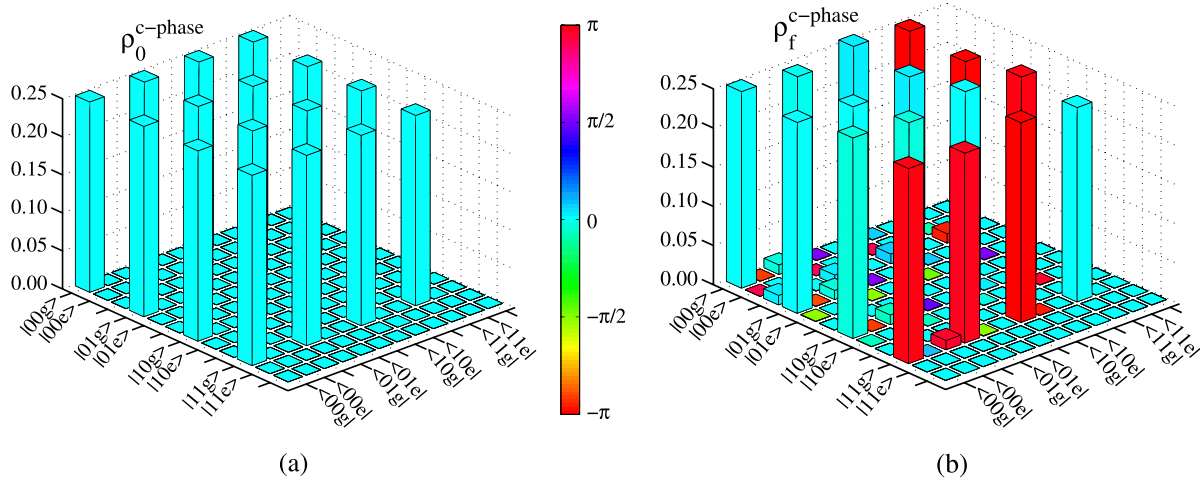 ρ₀ᶜ⁻ᵖʰᵃˢᵉ
0.25
0.20
0.15
0.10
0.05
0.00
|00g>
|00e>
|01g>
|01e>
|10g>
|10e>
|11g>
|11e>
<00g|
<00e|
<01g|
<01e|
<10g|
<10e|
<11g|
<11e|
(a)
π
π/2
0
−π/2
−π
ρ_f^c−phase
0.25
0.20
0.15
0.10
0.05
0.00
|00g>
|00e>
|01g>
|01e>
|10g>
|10e>
|11g>
|11e>
<00g|
<00e|
<01g|
<01e|
<10g|
<10e|
<11g|
<11e|
(b)